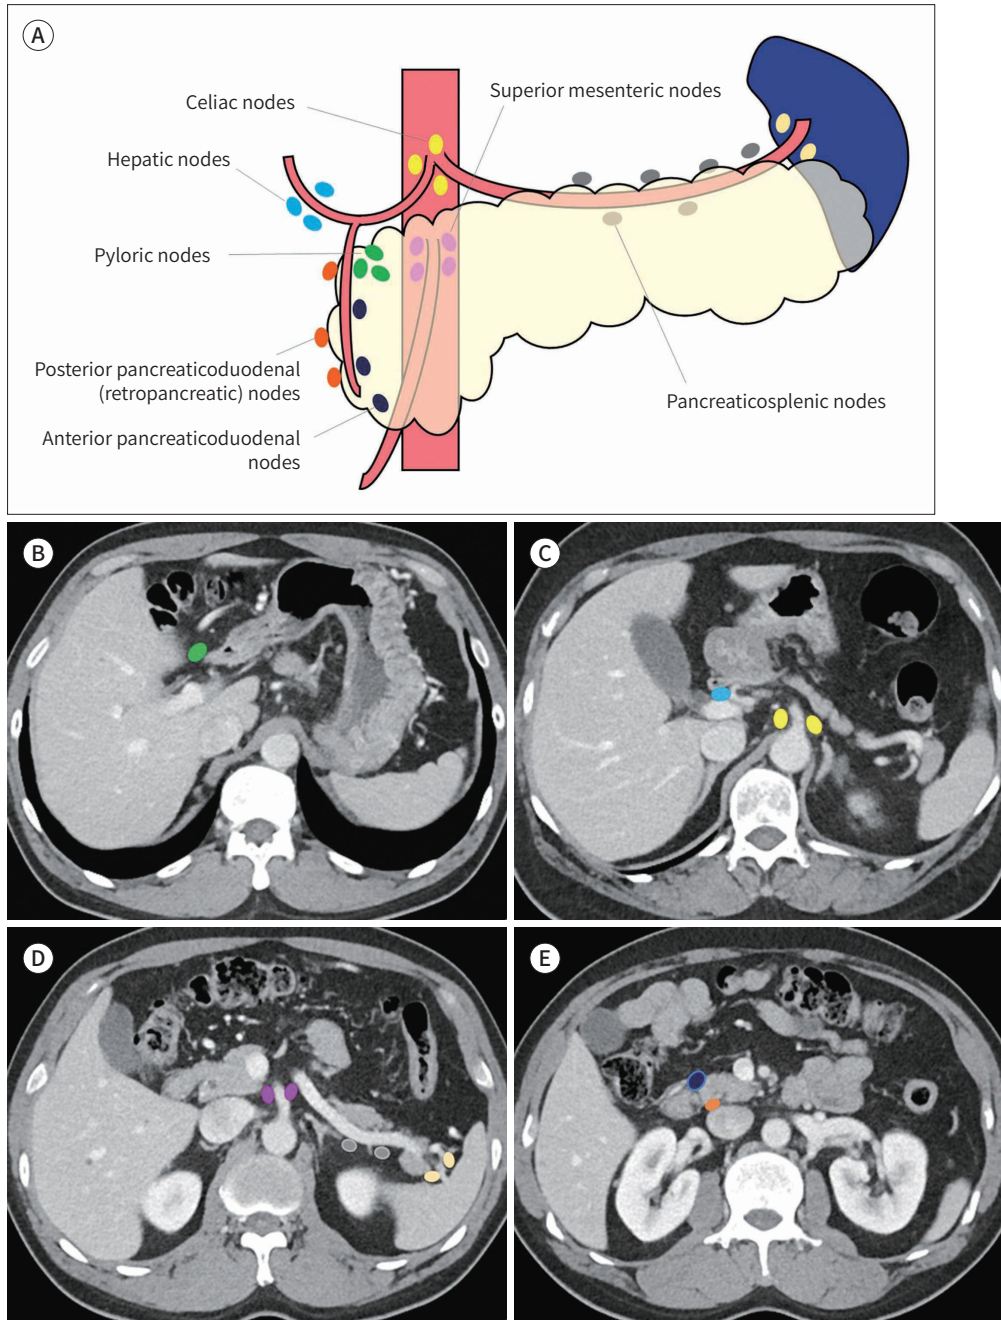 A
Celiac nodes
Superior mesenteric nodes
Hepatic nodes
Pyloric nodes
Posterior pancreaticoduodenal
(retropancreatic) nodes
Pancreaticosplenic nodes
Anterior pancreaticoduodenal
nodes
B
C
D
E